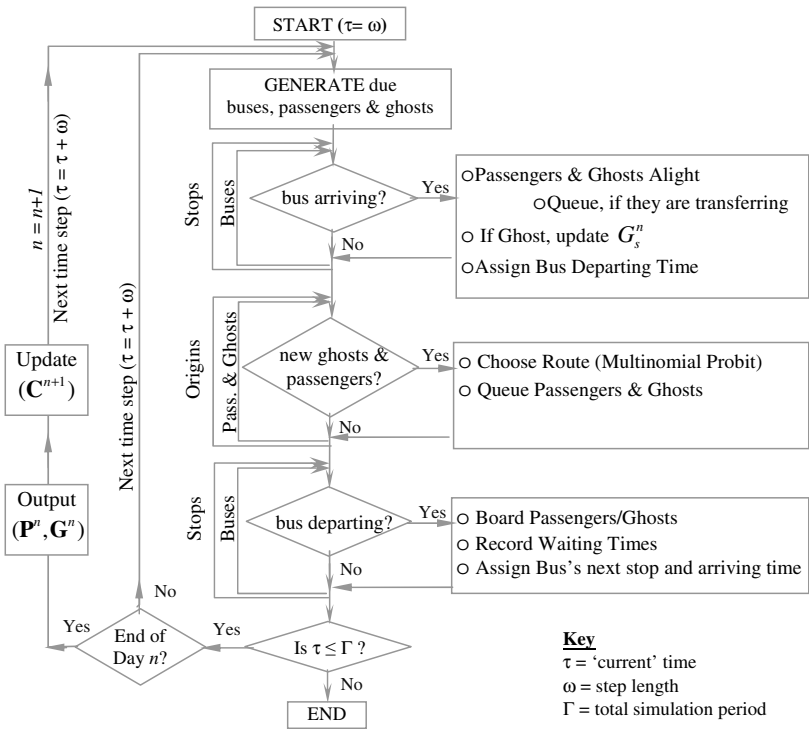 START (τ= ω)
GENERATE due
buses, passengers & ghosts
n = n+1
Next time step (τ = τ + ω)
Next time step (τ = τ + ω)
Stops
Buses
bus arriving?
Yes
No
Passengers & Ghosts Alight
Queue, if they are transferring
If Ghost, update G_s^n
Assign Bus Departing Time
Origins
Pass. & Ghosts
new ghosts &
passengers?
Yes
No
Choose Route (Multinomial Probit)
Queue Passengers & Ghosts
Update
(C^{n+1})
Output
(P^n, G^n)
Stops
Buses
bus departing?
Yes
No
Board Passengers/Ghosts
Record Waiting Times
Assign Bus's next stop and arriving time
Yes
End of
Day n?
No
Yes
Is τ ≤ Γ ?
No
END
Key
τ = ‘current’ time
ω = step length
Γ = total simulation period